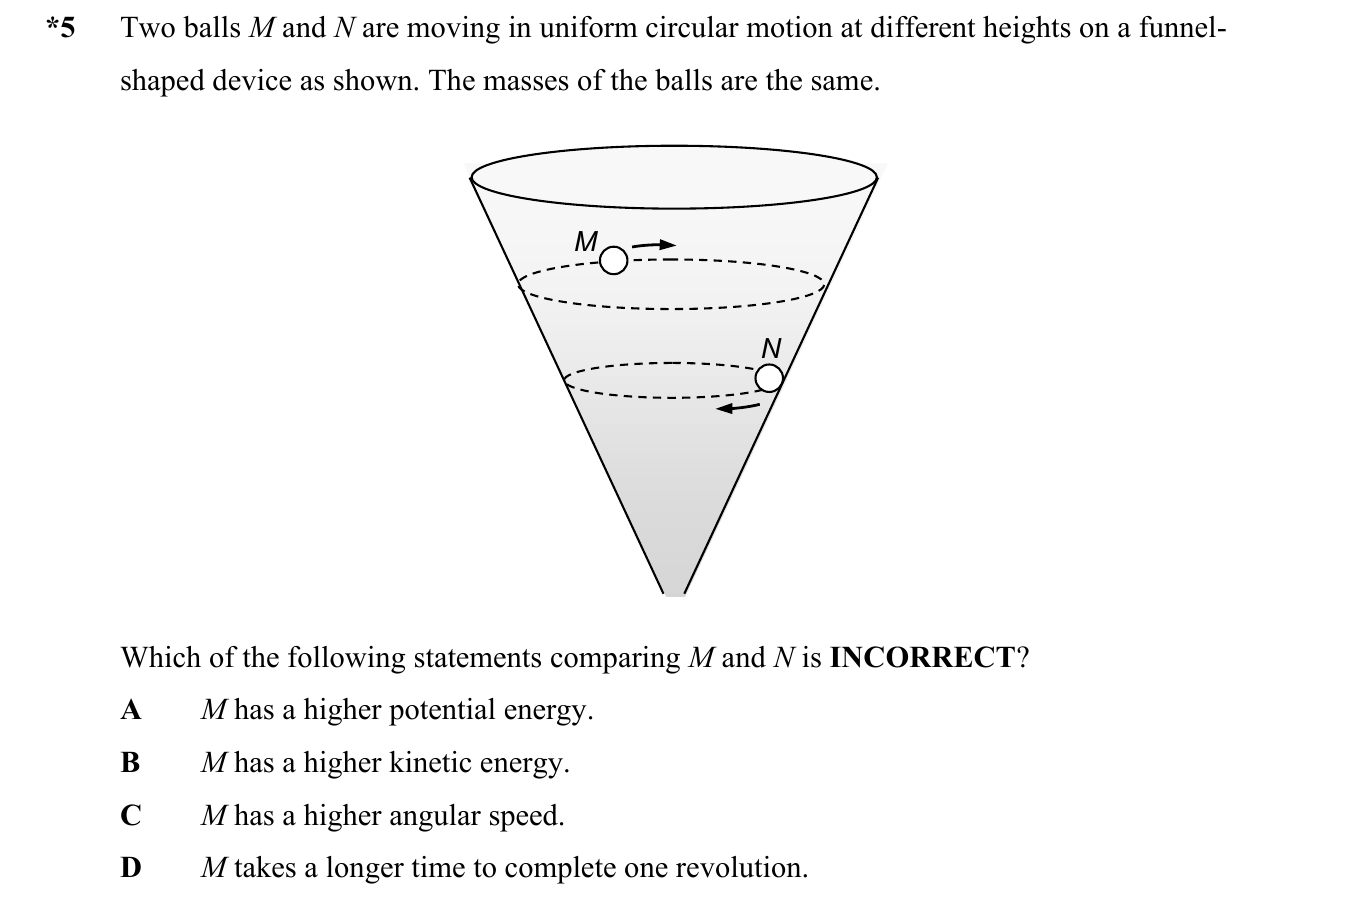 *5 Two balls M and N are moving in uniform circular motion at different heights on a funnel-
shaped device as shown. The masses of the balls are the same.
M
N
Which of the following statements comparing M and N is INCORRECT?
A M has a higher potential energy.
B M has a higher kinetic energy.
C M has a higher angular speed.
D M takes a longer time to complete one revolution.